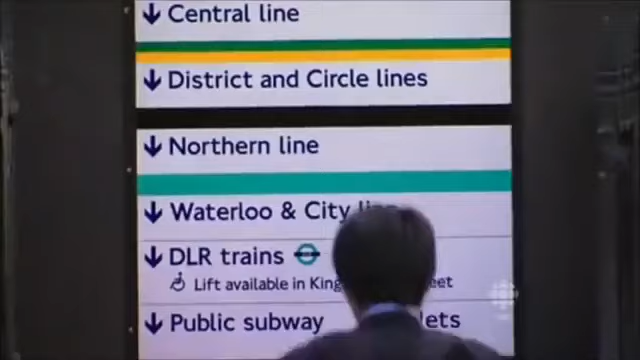 Central line
District and Circle lines
Northern line
Waterloo & City
DLR trains
Lift available in
Public subway